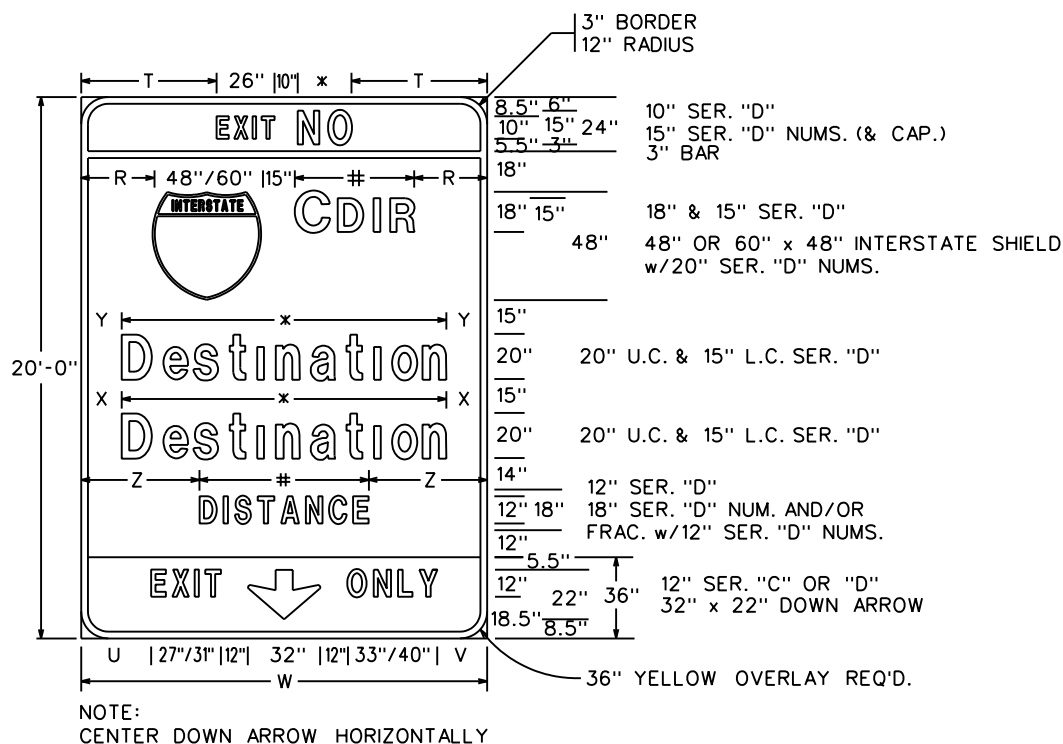 3" BORDER
12" RADIUS
T 26" 10" * T
EXIT NO
8.5" 6"
10" 15" 24"
5.5" 3"
10" SER. "D"
15" SER. "D" NUMS. (& CAP.)
3" BAR
18"
R 48"/60" 15" # R
INTERSTATE
CDIR
18" 15"
48"
18" & 15" SER. "D"
48" OR 60" x 48" INTERSTATE SHIELD
w/20" SER. "D" NUMS.
Y * Y
15"
20'-0"
Destination
20" 20" U.C. & 15" L.C. SER. "D"
X * X
15"
Destination
20" 20" U.C. & 15" L.C. SER. "D"
Z # Z
14"
DISTANCE
12" 18"
12" SER. "D"
18" SER. "D" NUM. AND/OR
FRAC. w/12" SER. "D" NUMS.
12"
5.5"
EXIT ONLY
12" 22" 36"
18.5" 8.5"
12" SER. "C" OR "D"
32" x 22" DOWN ARROW
U 27"/31" 12" 32" 12" 33"/40" V
W
36" YELLOW OVERLAY REQ'D.
NOTE:
CENTER DOWN ARROW HORIZONTALLY